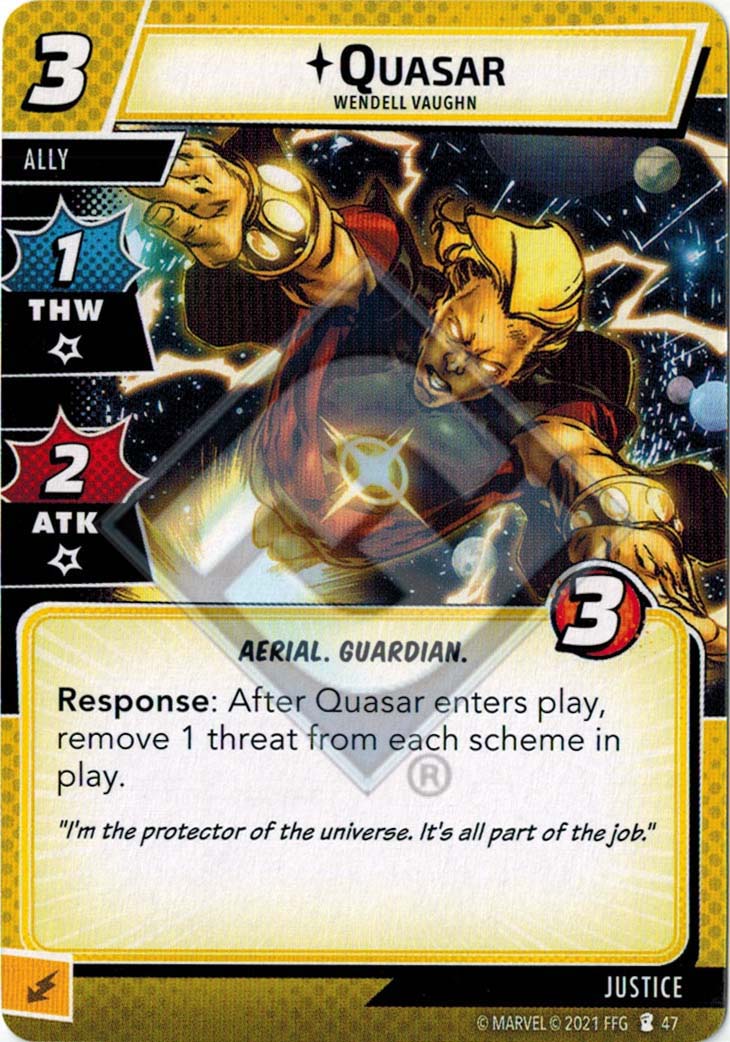 3
QUASAR
WENDELL VAUGHN
ALLY
1
THW
2
ATK
3
AERIAL. GUARDIAN.
Response: After Quasar enters play,
remove 1 threat from each scheme in
play.
"I'm the protector of the universe. It's all part of the job."
JUSTICE
© MARVEL © 2021 FFG 47
®